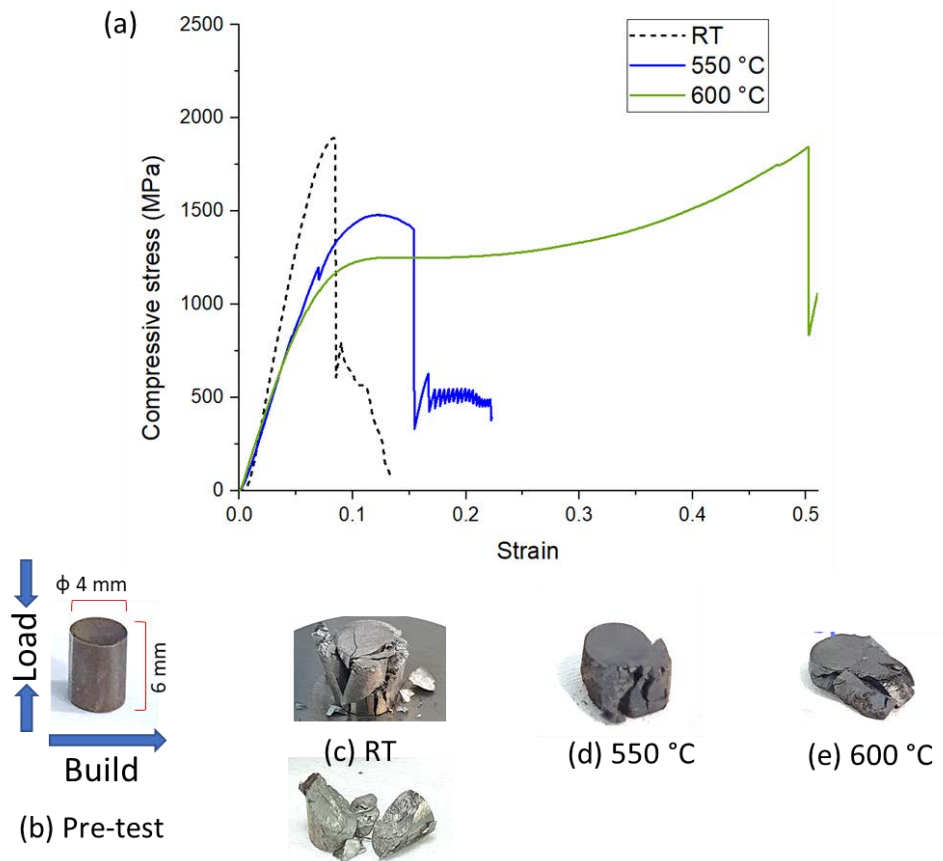 (a)
2500
2000
1500
1000
500
0
Compressive stress (MPa)
RT
550 °C
600 °C
0.0 0.1 0.2 0.3 0.4 0.5
Strain
Load
ϕ 4 mm
6 mm
Build
(b) Pre-test
(c) RT
(d) 550 °C
(e) 600 °C